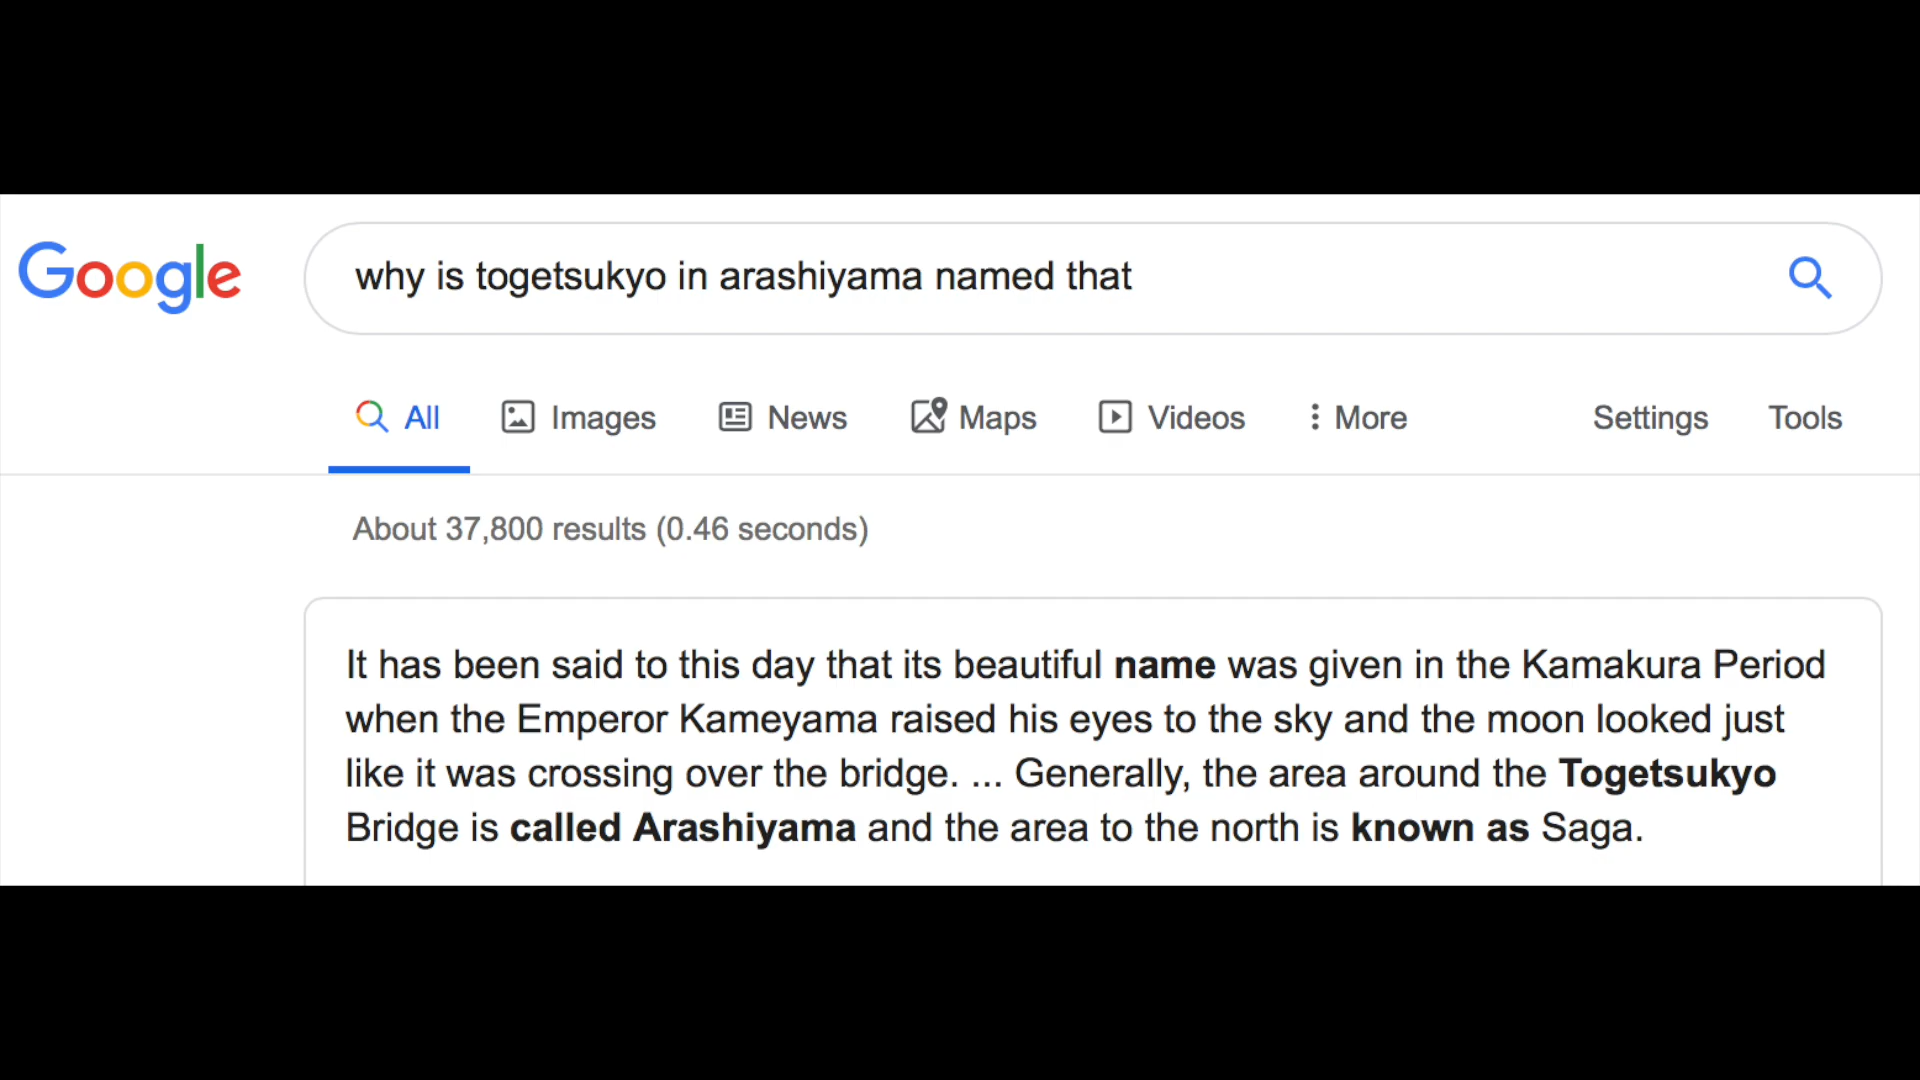 Google
why is togetsukyo in arashiyama named that
All Images News Maps Videos More Settings Tools
About 37,800 results (0.46 seconds)
It has been said to this day that its beautiful name was given in the Kamakura Period
when the Emperor Kameyama raised his eyes to the sky and the moon looked just
like it was crossing over the bridge. ... Generally, the area around the Togetsukyo
Bridge is called Arashiyama and the area to the north is known as Saga.